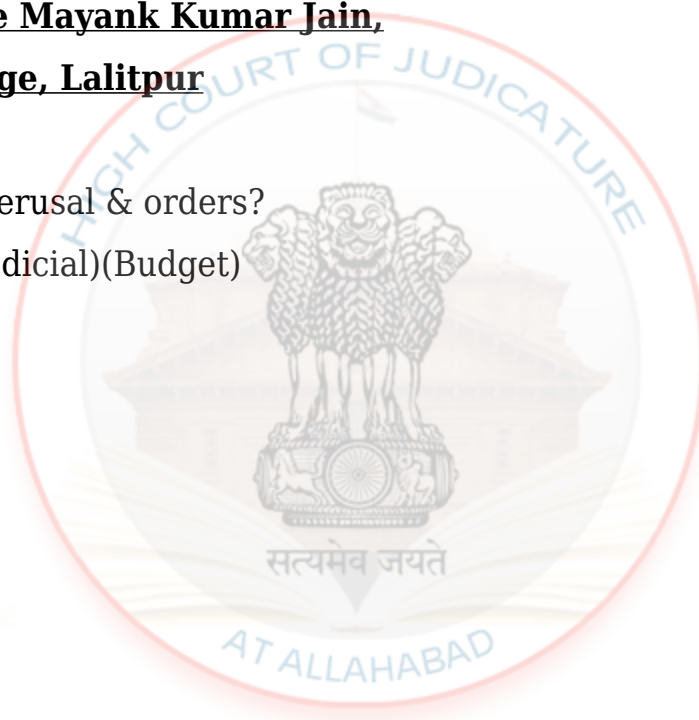 e Mayank Kumar Jain,
ge, Lalitpur
HIGH COURT OF JUDICATURE
erusal & orders?
dicial)(Budget)
सत्यमेव जयते
AT ALLAHABAD